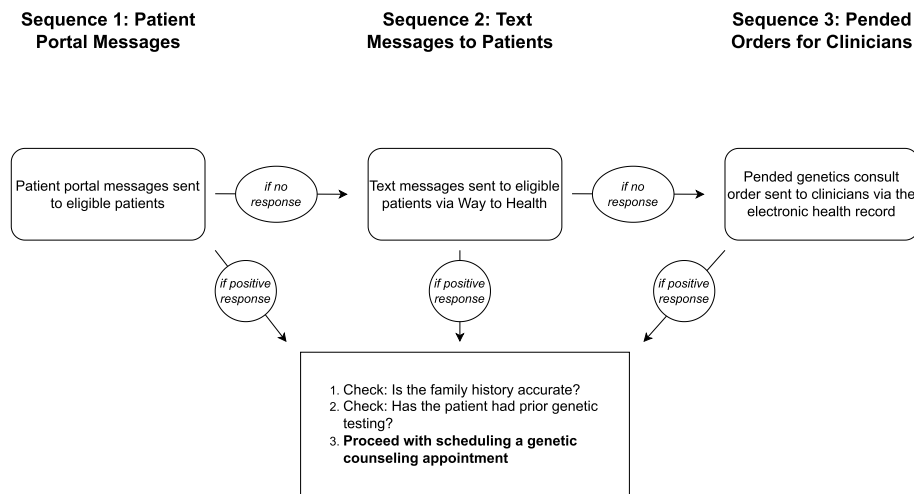 Sequence 1: Patient
Portal Messages
Sequence 2: Text
Messages to Patients
Sequence 3: Pended
Orders for Clinicians
Patient portal messages sent
to eligible patients
if no
response
Text messages sent to eligible
patients via Way to Health
if no
response
Pended genetics consult
order sent to clinicians via the
electronic health record
if positive
response
if positive
response
if positive
response
1. Check: Is the family history accurate?
2. Check: Has the patient had prior genetic
testing?
3. Proceed with scheduling a genetic
counseling appointment